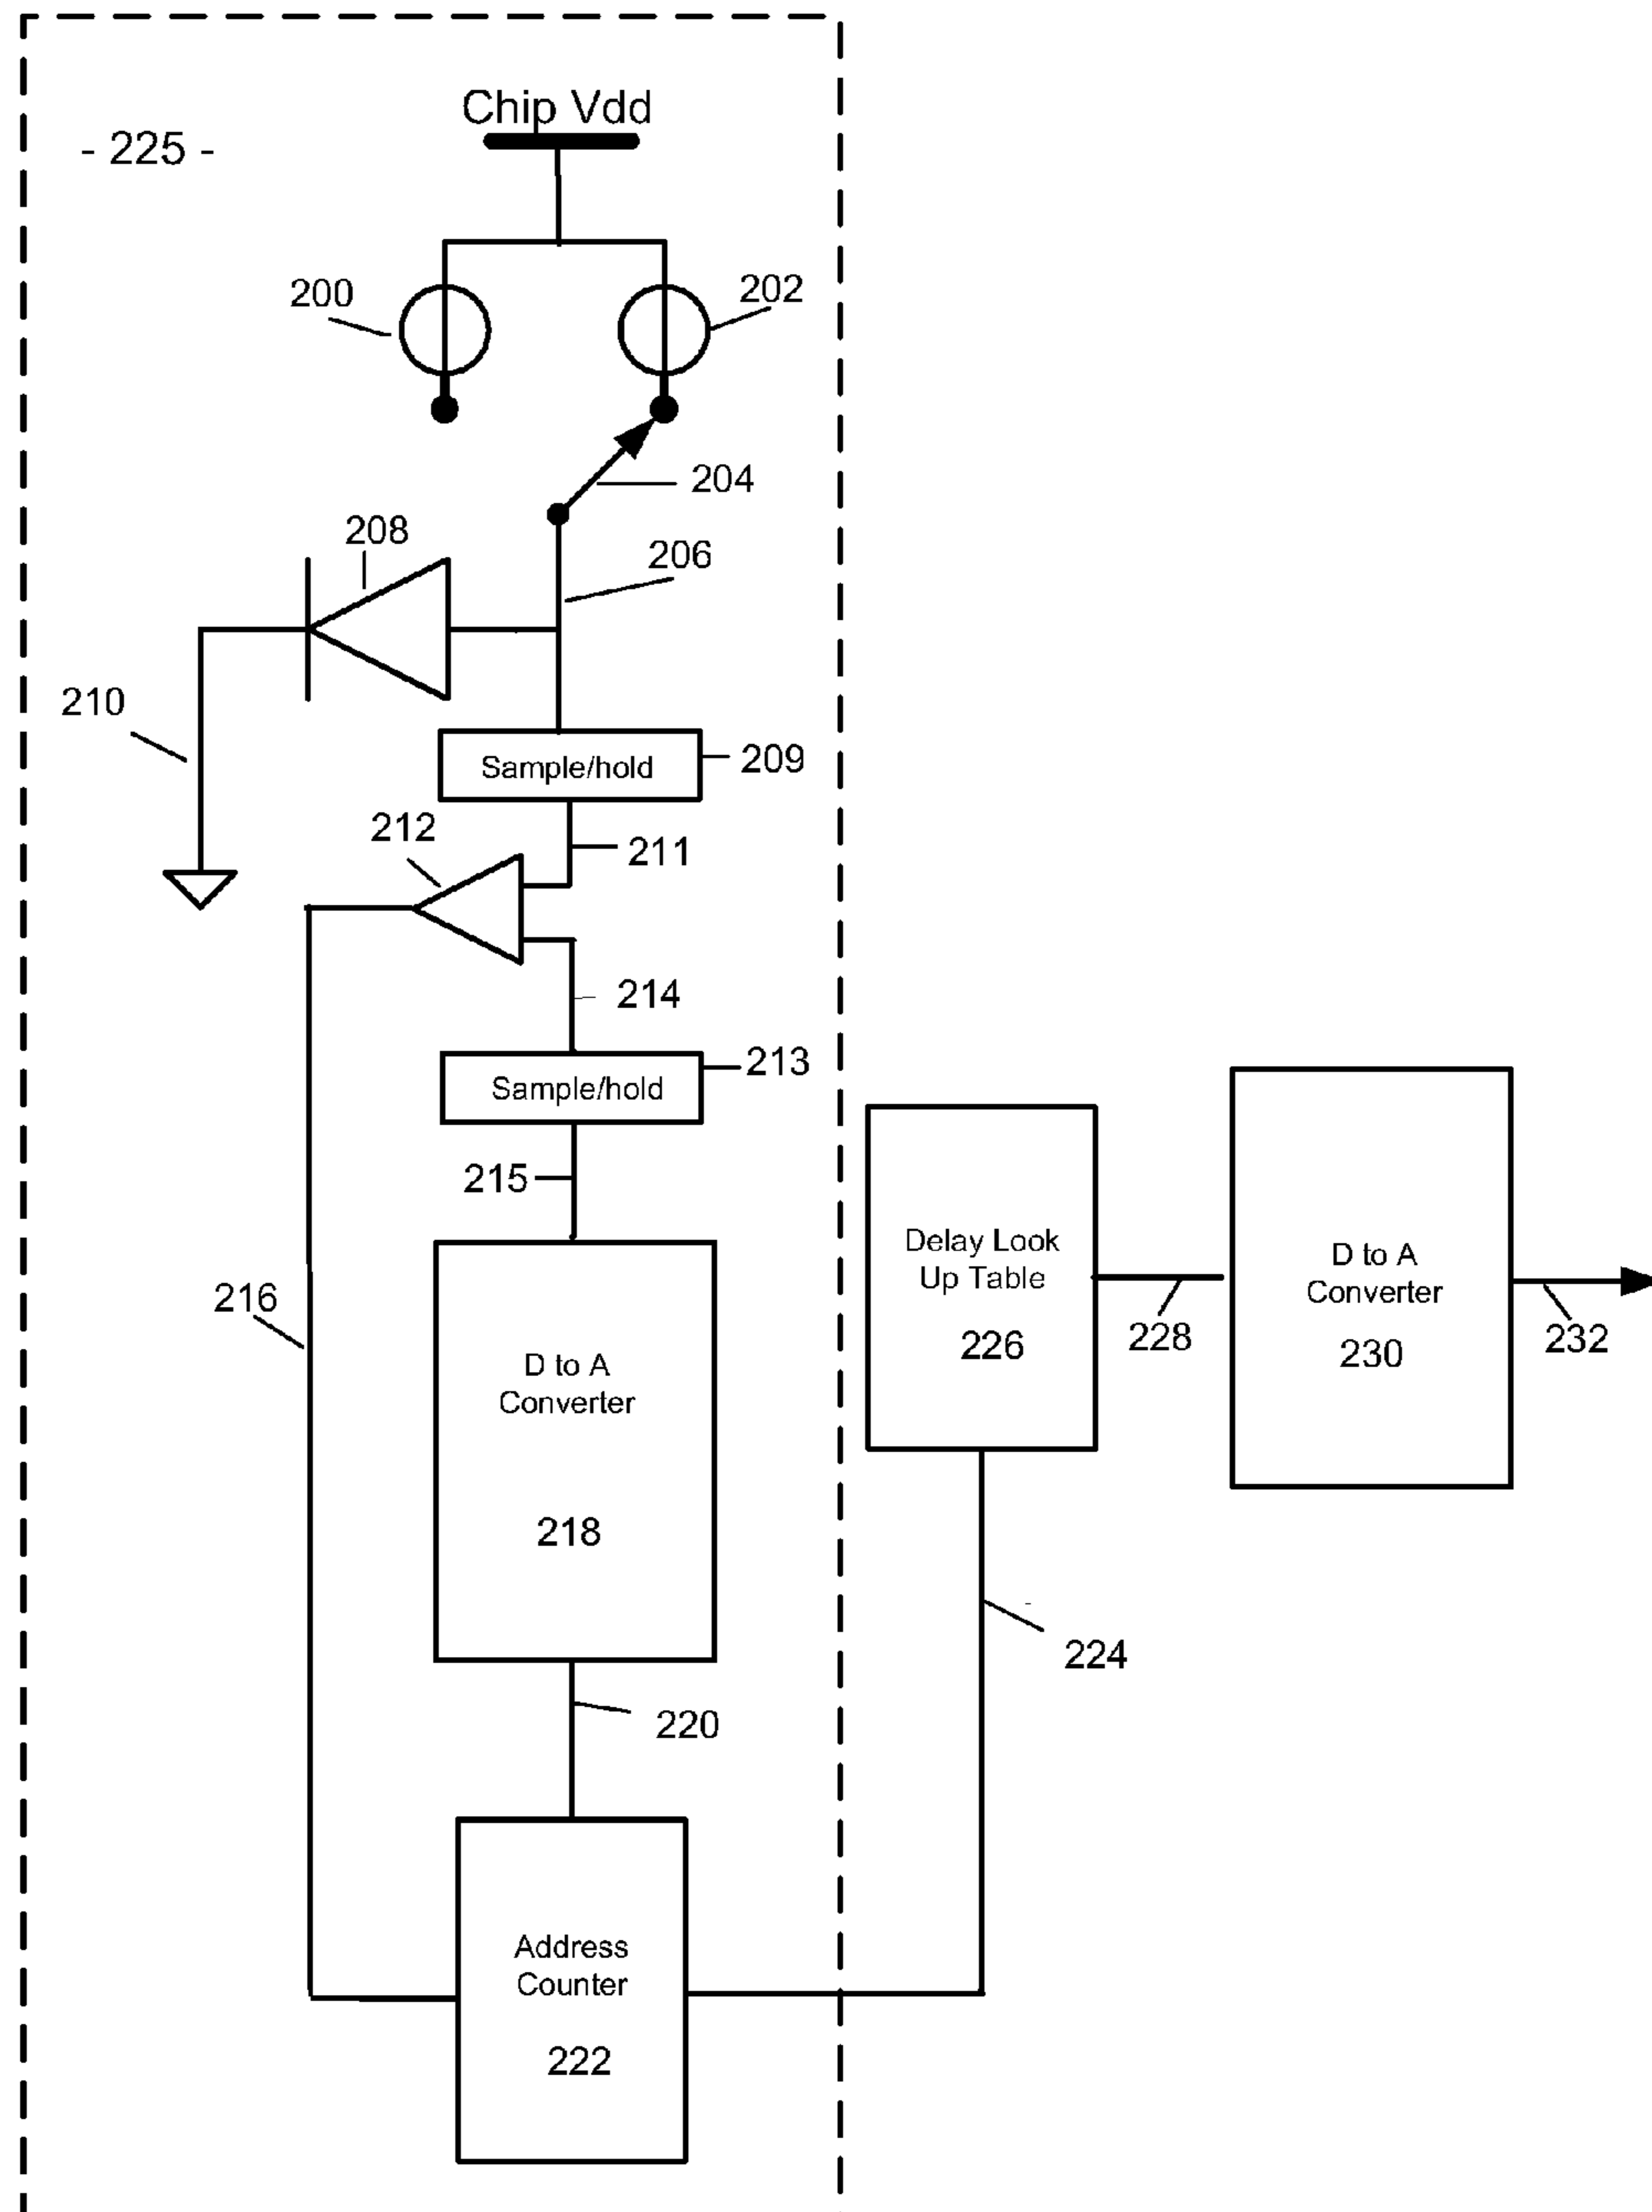 Chip Vdd
- 225 -
200
202
204
208
206
210
Sample/hold
209
212
211
214
Sample/hold
213
215
216
D to A
Converter
218
Delay Look
Up Table
226
228
D to A
Converter
230
232
224
220
Address
Counter
222